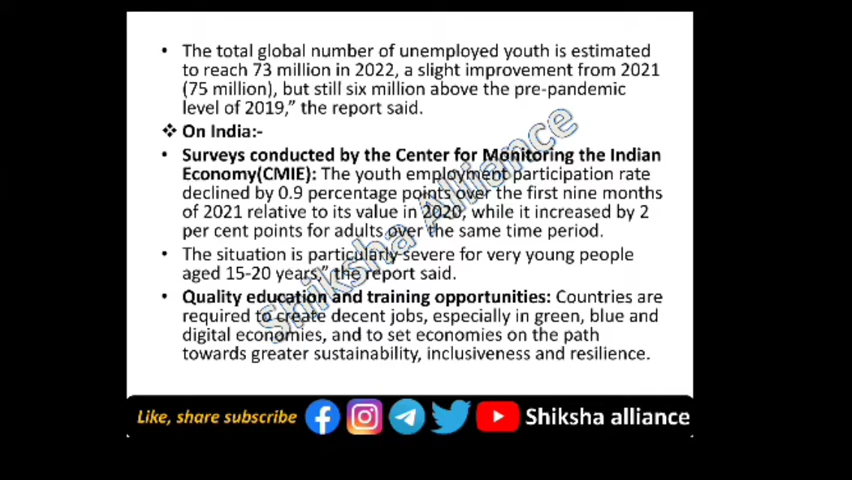 • The total global number of unemployed youth is estimated
to reach 73 million in 2022, a slight improvement from 2021
(75 million), but still six million above the pre-pandemic
level of 2019," the report said.
❖ On India:-
• Surveys conducted by the Center for Monitoring the Indian
Economy(CMIE): The youth employment participation rate
declined by 0.9 percentage points over the first nine months
of 2021 relative to its value in 2020, while it increased by 2
per cent points for adults over the same time period.
• The situation is particularly severe for very young people
aged 15-20 years," the report said.
• Quality education and training opportunities: Countries are
required to create decent jobs, especially in green, blue and
digital economies, and to set economies on the path
towards greater sustainability, inclusiveness and resilience.
Shiksha Alliance
Like, share subscribe Shiksha alliance